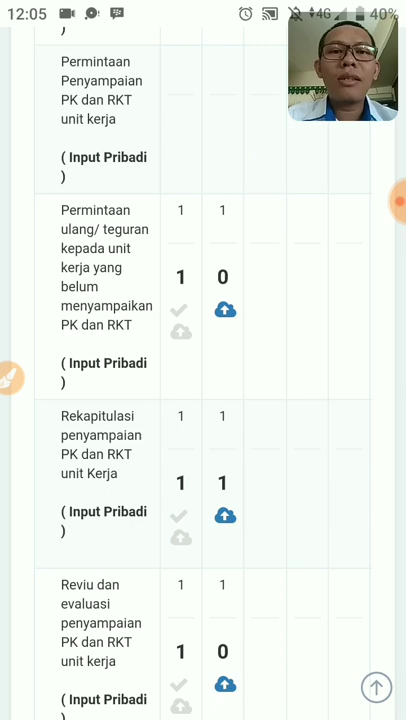 12:05 4G 40%
)
Permintaan
Penyampaian
PK dan RKT
unit kerja
( Input Pribadi
)
Permintaan 1 1
ulang/ teguran
kepada unit
kerja yang 1 0
belum
menyampaikan
PK dan RKT
( Input Pribadi
)
Rekapitulasi 1 1
penyampaian
PK dan RKT
unit Kerja 1 1
( Input Pribadi
)
Reviu dan 1 1
evaluasi
penyampaian
PK dan RKT 1 0
unit kerja
( Input Pribadi
)